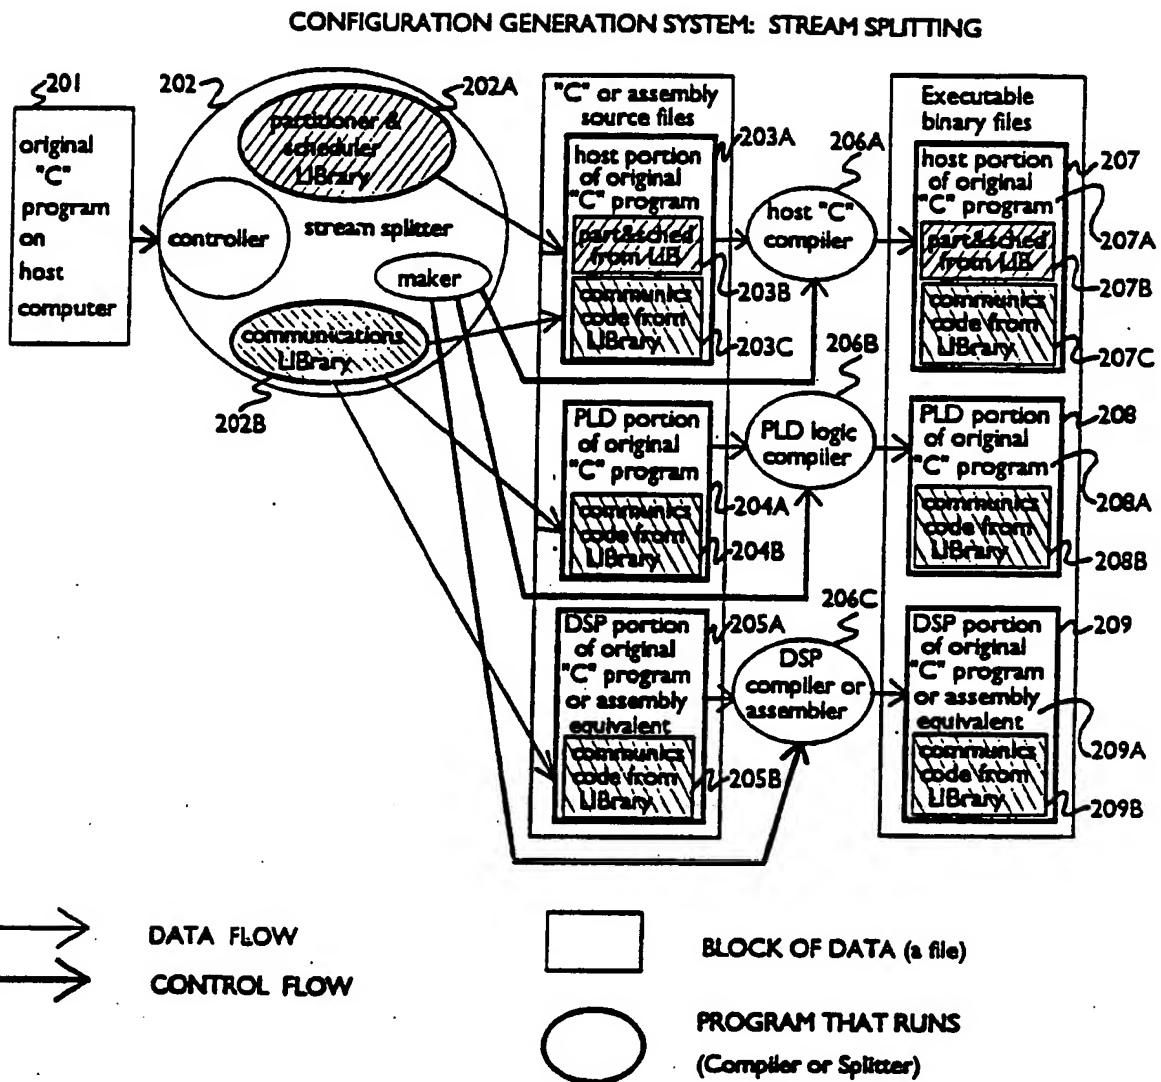 CONFIGURATION GENERATION SYSTEM: STREAM SPLITTING
201
original
"C"
program
on
host
computer
202
202A
partitioner &
scheduler
LIBrary
controller
stream splitter
maker
communications
LIBrary
202B
"C" or assembly
source files
203A
host portion
of original
"C" program
part&sched
from LIB
203B
communics
code from
LIBrary
203C
PLD portion
of original
"C" program
204A
communics
code from
LIBrary
204B
DSP portion
of original
"C" program
or assembly
equivalent
205A
communics
code from
LIBrary
205B
206A
host "C"
compiler
206B
PLD logic
compiler
206C
DSP
compiler or
assembler
Executable
binary files
host portion
of original
"C" program
207
207A
part&sched
from LIB
207B
communics
code from
LIBrary
207C
PLD portion
of original
"C" program
208
208A
communics
code from
LIBrary
208B
DSP portion
of original
"C" program
or assembly
equivalent
209
209A
communics
code from
LIBrary
209B
DATA FLOW
CONTROL FLOW
BLOCK OF DATA (a file)
PROGRAM THAT RUNS
(Compiler or Splitter)